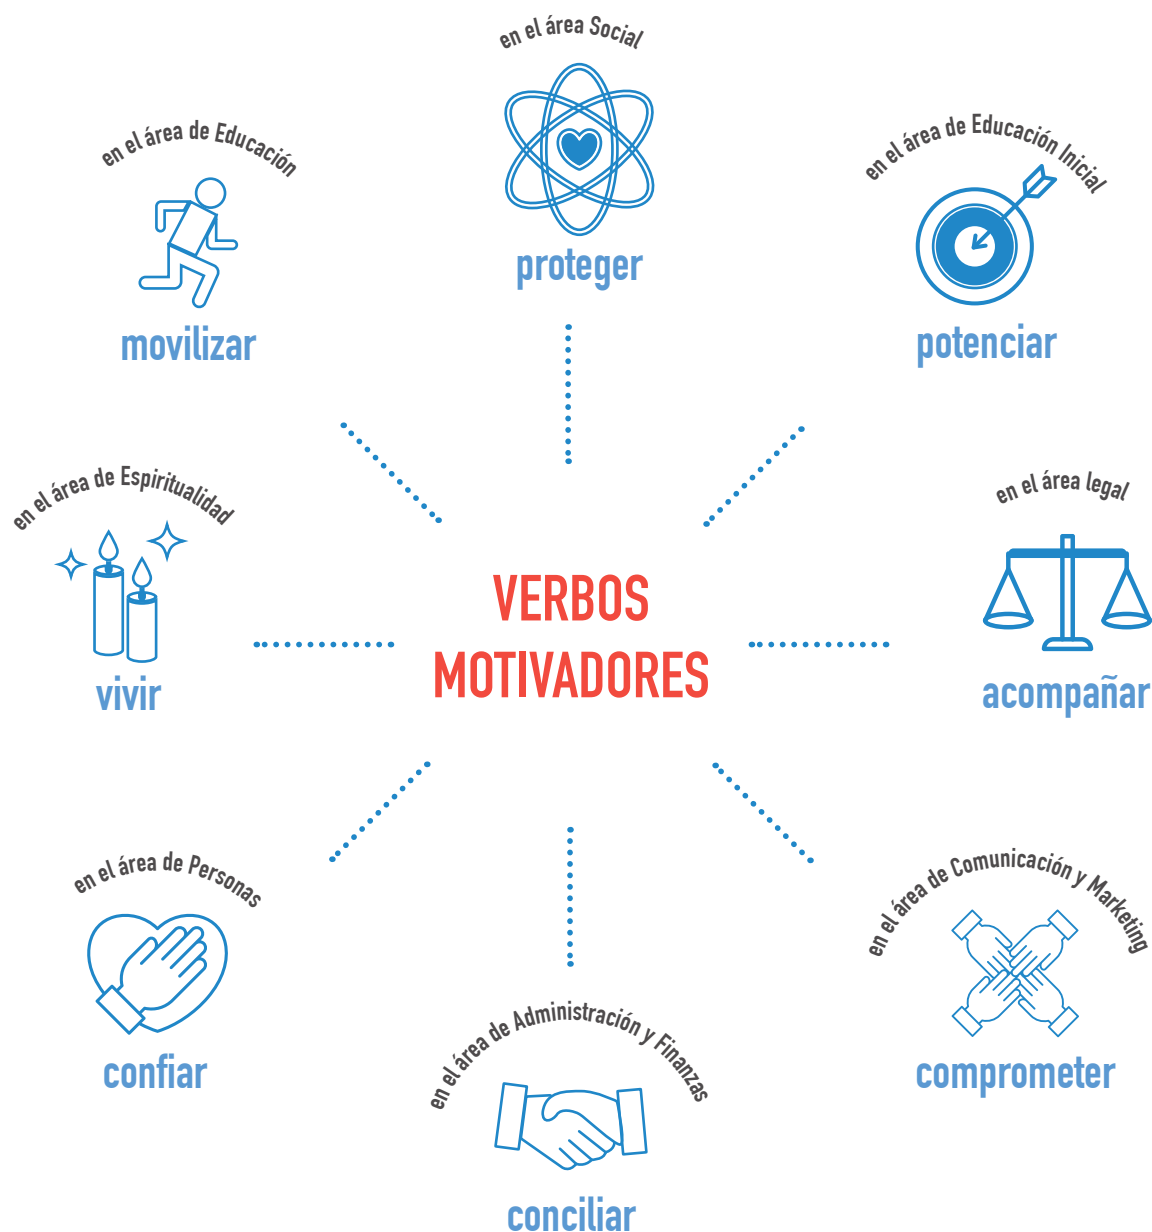 en el área Social
proteger
en el área de Educación
movilizar
en el área de Educación Inicial
potenciar
en el área de Espiritualidad
vivir
VERBOS
MOTIVADORES
en el área legal
acompañar
en el área de Personas
confiar
en el área de Administración y Finanzas
conciliar
en el área de Comunicación y Marketing
comprometer